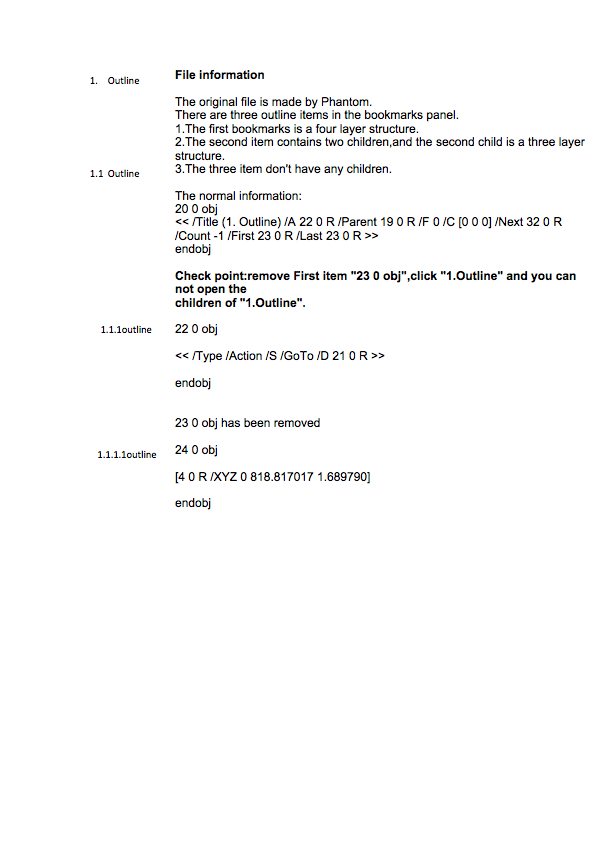 1. Outline
File information
The original file is made by Phantom.
There are three outline items in the bookmarks panel.
1.The first bookmarks is a four layer structure.
2.The second item contains two children,and the second child is a three layer
structure.
1.1 Outline
3.The three item don't have any children.
The normal information:
20 0 obj
<< /Title (1. Outline) /A 22 0 R /Parent 19 0 R /F 0 /C [0 0 0] /Next 32 0 R
/Count -1 /First 23 0 R /Last 23 0 R >>
endobj
Check point:remove First item "23 0 obj",click "1.Outline" and you can
not open the
children of "1.Outline".
1.1.1outline
22 0 obj
<< /Type /Action /S /GoTo /D 21 0 R >>
endobj
23 0 obj has been removed
1.1.1.1outline
24 0 obj
[4 0 R /XYZ 0 818.817017 1.689790]
endobj